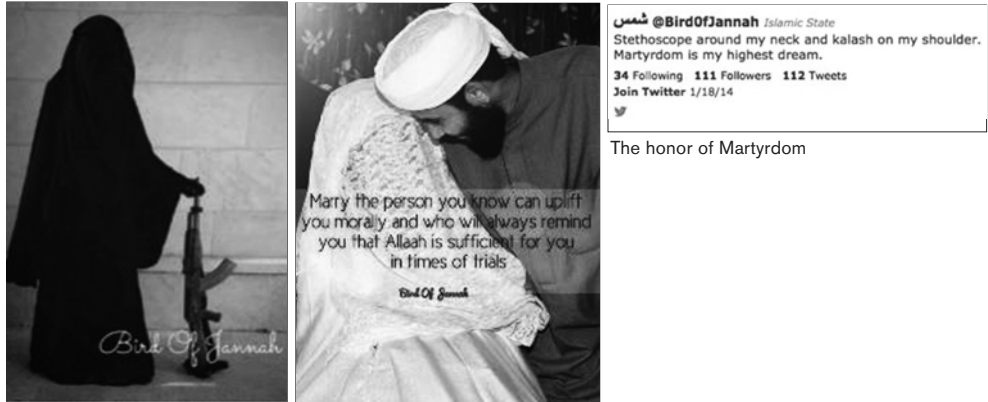 Bird Of Jannah
Marry the person you know can uplift
you morally and who will always remind
you that Allaah is sufficient for you
in times of trials
Bird Of Jannah
شمس @BirdOfJannah Islamic State
Stethoscope around my neck and kalash on my shoulder.
Martyrdom is my highest dream.
34 Following 111 Followers 112 Tweets
Join Twitter 1/18/14
The honor of Martyrdom